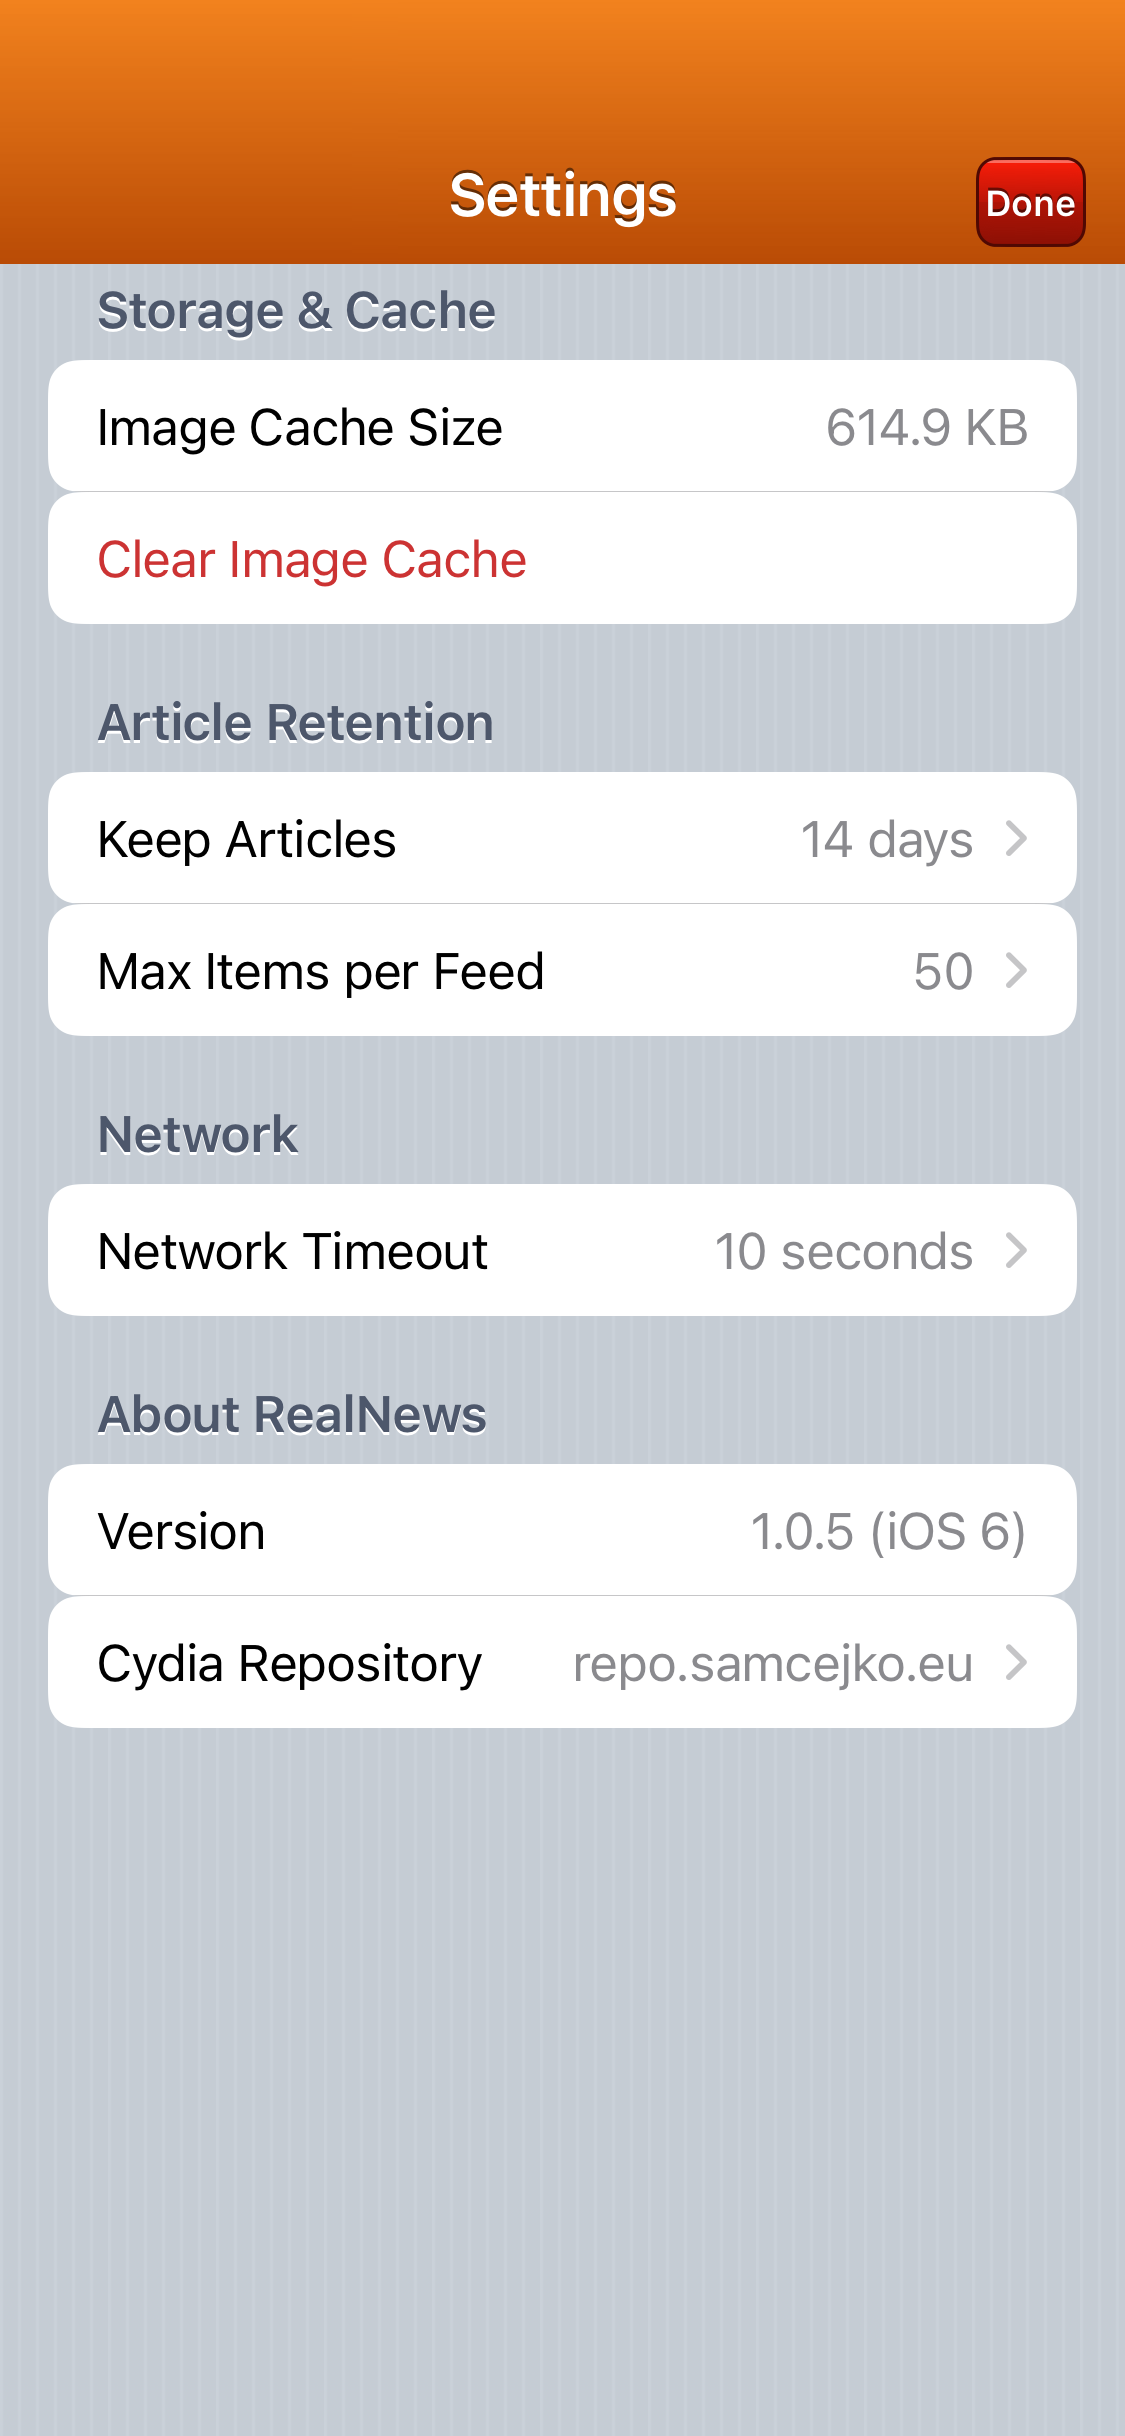 Settings
Done
Storage & Cache
Image Cache Size 614.9 KB
Clear Image Cache
Article Retention
Keep Articles 14 days
Max Items per Feed 50
Network
Network Timeout 10 seconds
About RealNews
Version 1.0.5 (iOS 6)
Cydia Repository repo.samcejko.eu